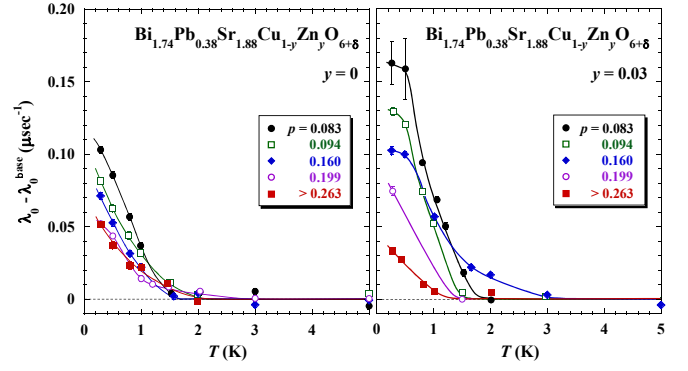 Bi1.74Pb0.38Sr1.88Cu1-yZnyO6+δ
y = 0
p = 0.083
0.094
0.160
0.199
> 0.263
λ0 - λ0^base (μsec^-1)
0.20
0.15
0.10
0.05
0
0 1 2 3 4
T (K)
Bi1.74Pb0.38Sr1.88Cu1-yZnyO6+δ
y = 0.03
p = 0.083
0.094
0.160
0.199
> 0.263
0 1 2 3 4 5
T (K)